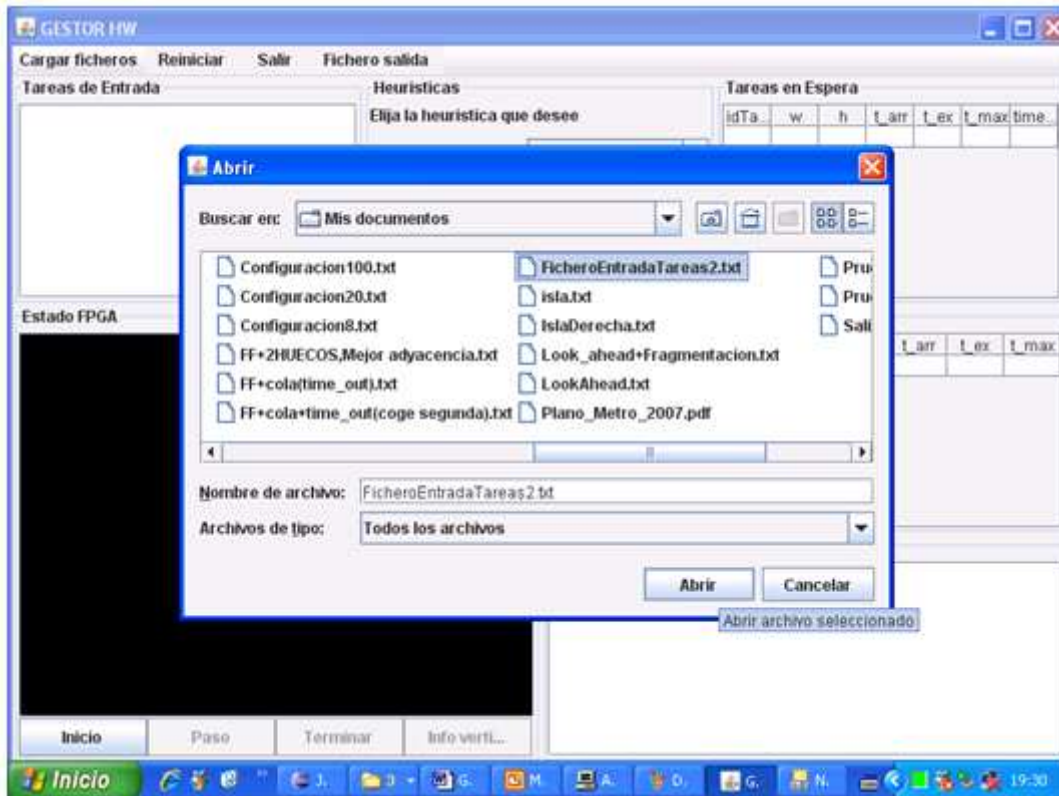 GESTOR HW
Cargar ficheros Reiniciar Salir Fichero salida
Tareas de Entrada
Heuristicas
Elija la heuristica que desee
Tareas en Espera
idTa... w h t_arr t_ex t_max time...
Abrir
Buscar en: Mis documentos
Configuracion100.txt
Configuracion20.txt
Configuracion8.txt
FF+2HUECOS,Mejor adyacencia.txt
FF+cola(time_out).txt
FF+cola+time_out(coge segunda).txt
FicheroEntradaTareas2.txt
isla.txt
IslaDerecha.txt
Look_ahead+Fragmentacion.txt
LookAhead.txt
Plano_Metro_2007.pdf
Pru
Pru
Sali
Estado FPGA
t_arr t_ex t_max
Nombre de archivo: FicheroEntradaTareas2.txt
Archivos de tipo: Todos los archivos
Abrir Cancelar
Abrir archivo seleccionado
Inicio Paso Terminar Info verti...
Inicio J. 3 G. M. A. D. G. N. 19:30